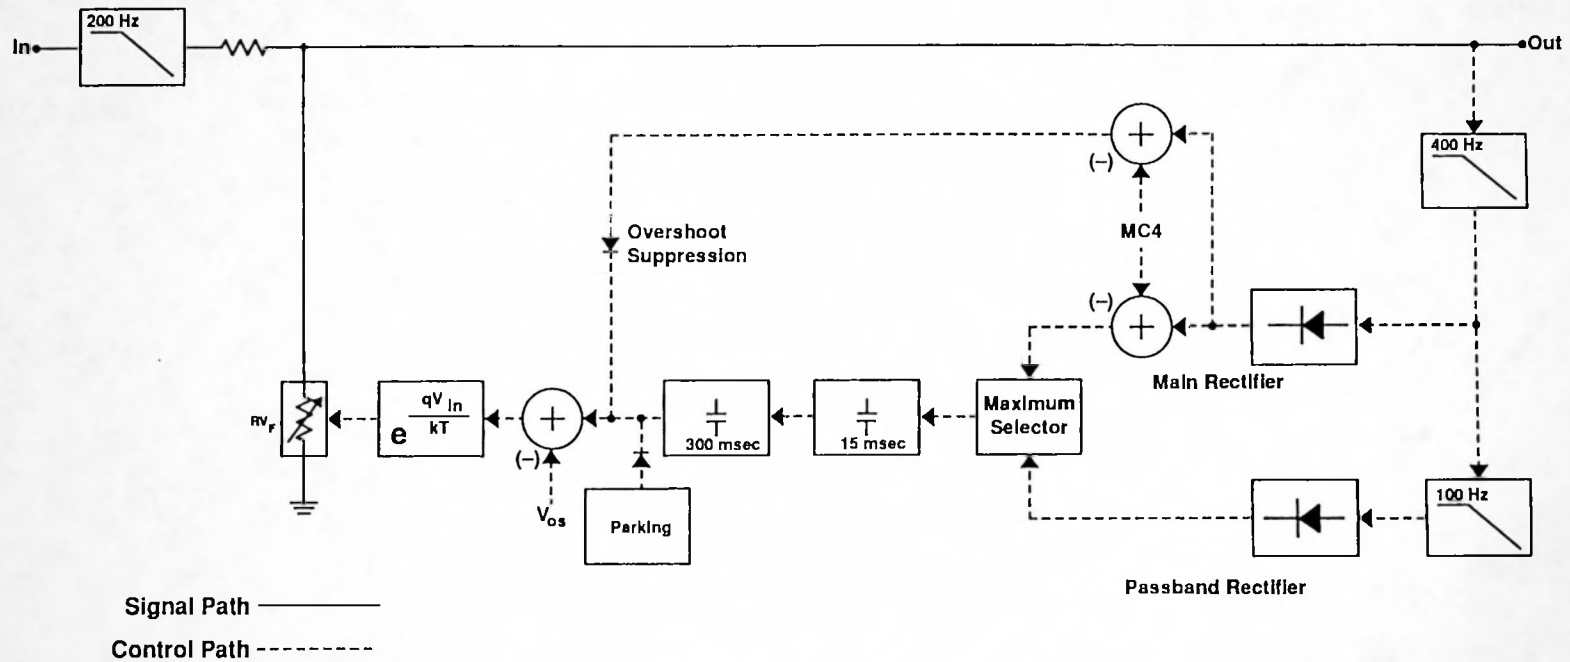 200 Hz
In
Out
400 Hz
(–)
MC4
Overshoot
Suppression
(–)
Main Rectifier
RVF
e qVIn
kT
(–)
Vos
Parking
300 msec
15 msec
Maximum
Selector
100 Hz
Passband Rectifier
Signal Path
Control Path